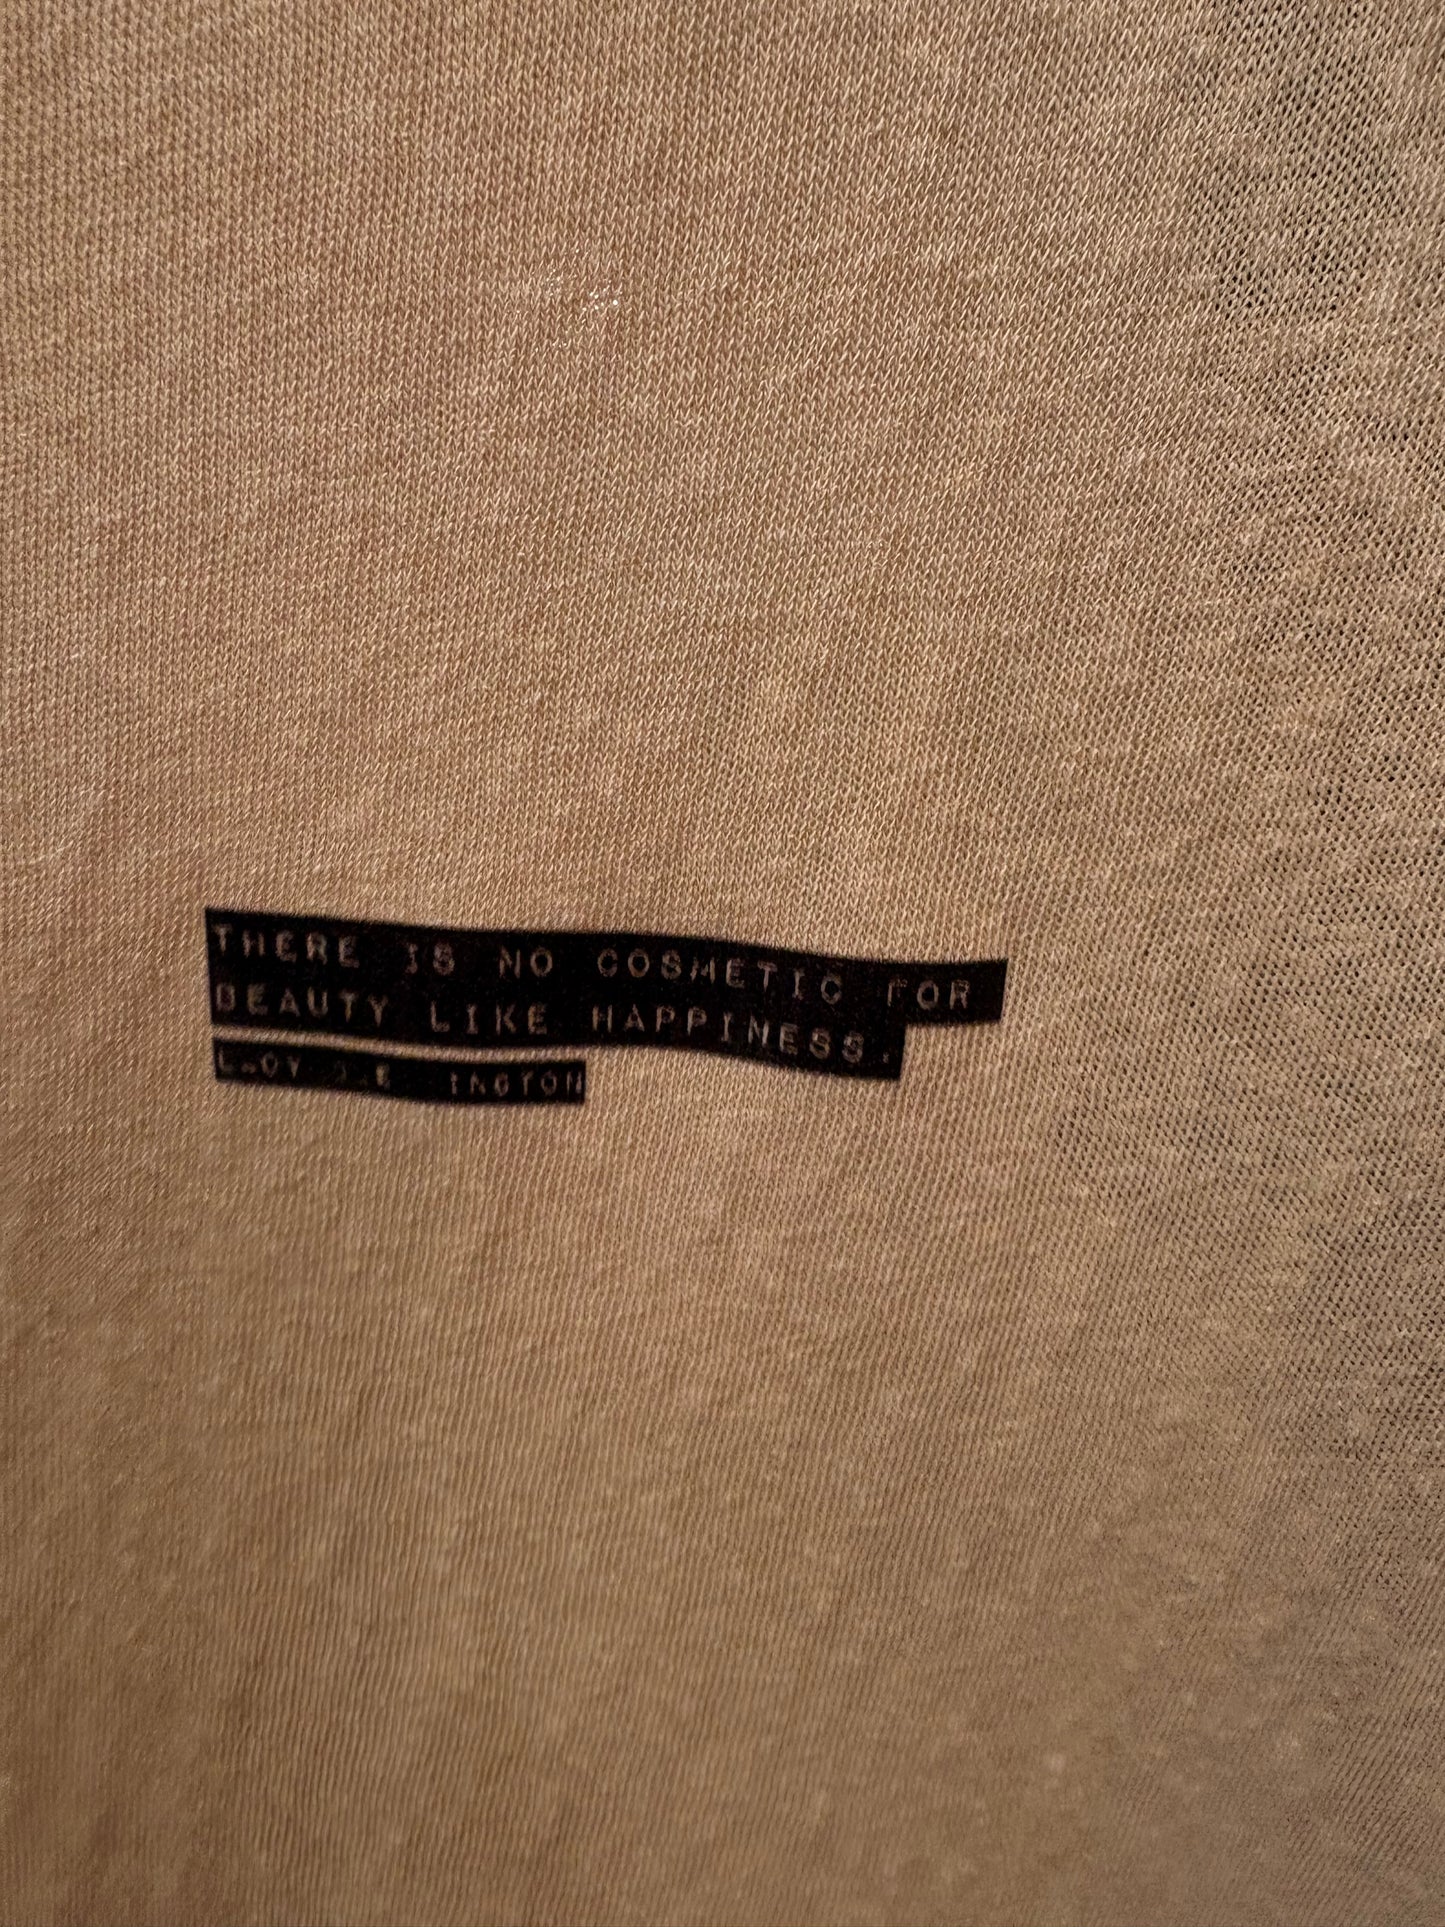 THERE IS NO COSMETIC FOR
BEAUTY LIKE HAPPINESS.